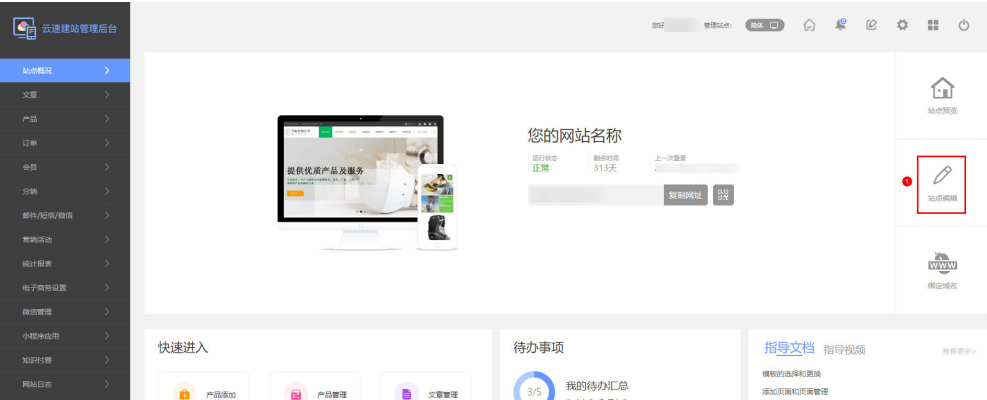 云速建站管理后台
您好
管理站点:
简体
站点概况
文章
产品
订单
会员
分销
邮件/短信/微信
营销活动
统计报表
电子商务设置
微信管理
小程序应用
知识付费
网站日志
提供优质产品及服务
您的网站名称
运行状态 剩余时间 上一次登录
正常 313天
复制网址
站点预览
1
站点编辑
WWW
绑定域名
快速进入
产品添加 产品管理 文章管理
待办事项
3/5
我的待办汇总
指导文档 指导视频
查看更多>
模板的选择和更换
添加页面和页面管理